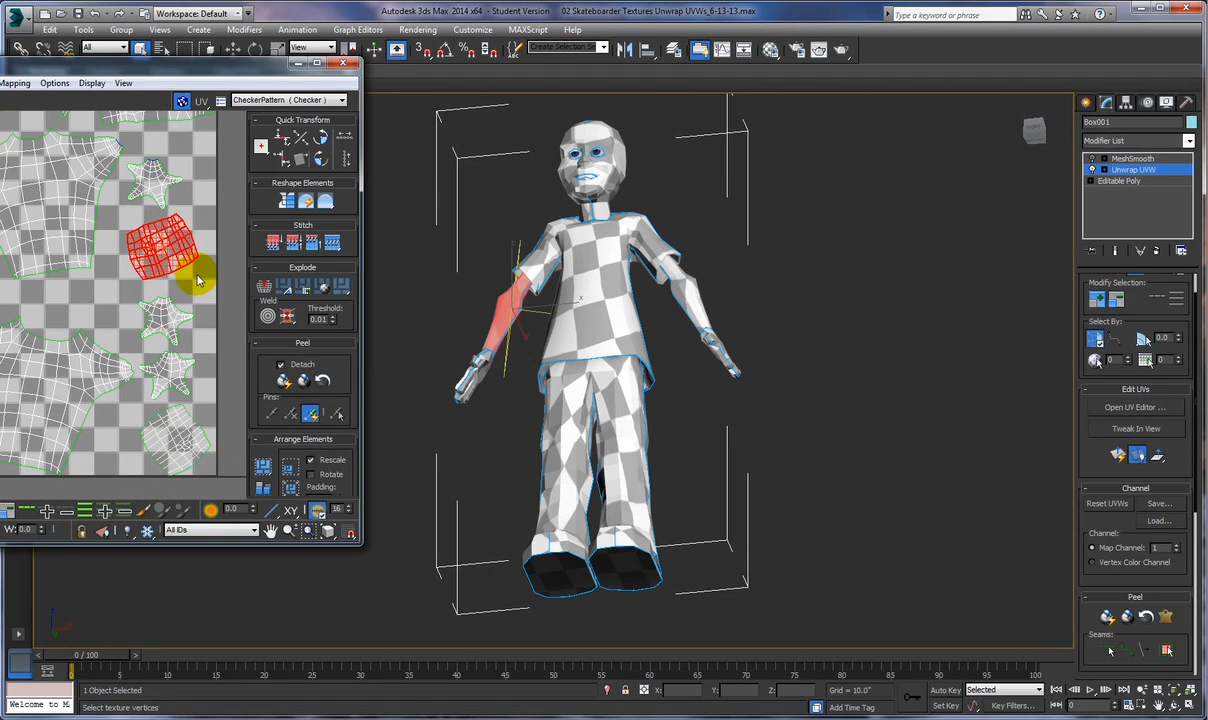 Workspace: Default
Autodesk 3ds Max 2014 - Student Version    02 Skateboarder Textures Unwrap UVWs_6-13-13.max
Type a keyword or phrase
Edit Tools Group Views Create Modifiers Animation Graph Editors Rendering Customize MAXScript Help
All View Create Selection Se
Mapping Options Display View
UV CheckerPattern ( Checker )
Quick Transform
Reshape Elements
Stitch
Explode
Weld Threshold:
0.01
Peel
Detach
Pins:
Arrange Elements
Rescale
Rotate
Padding:
0.0 XY 16
W: 0.0 All IDs
Box001
Modifier List
MeshSmooth
Unwrap UVW
Editable Poly
Modify Selection:
Select By:
0.0
0 0
Edit UVs
Open UV Editor ...
Tweak In View
Channel
Reset UVWs Save...
Load...
Channel:
Map Channel: 1
Vertex Color Channel
Peel
Seams:
0 / 100
0 5 10 15 20 25 30 35 40 45 50 55 60 65 70 75 80 85 90 95 100
1 Object Selected X: Y: Z: Grid = 10.0" Auto Key Selected
Welcome to M Select texture vertices Add Time Tag Set Key Key Filters... 0